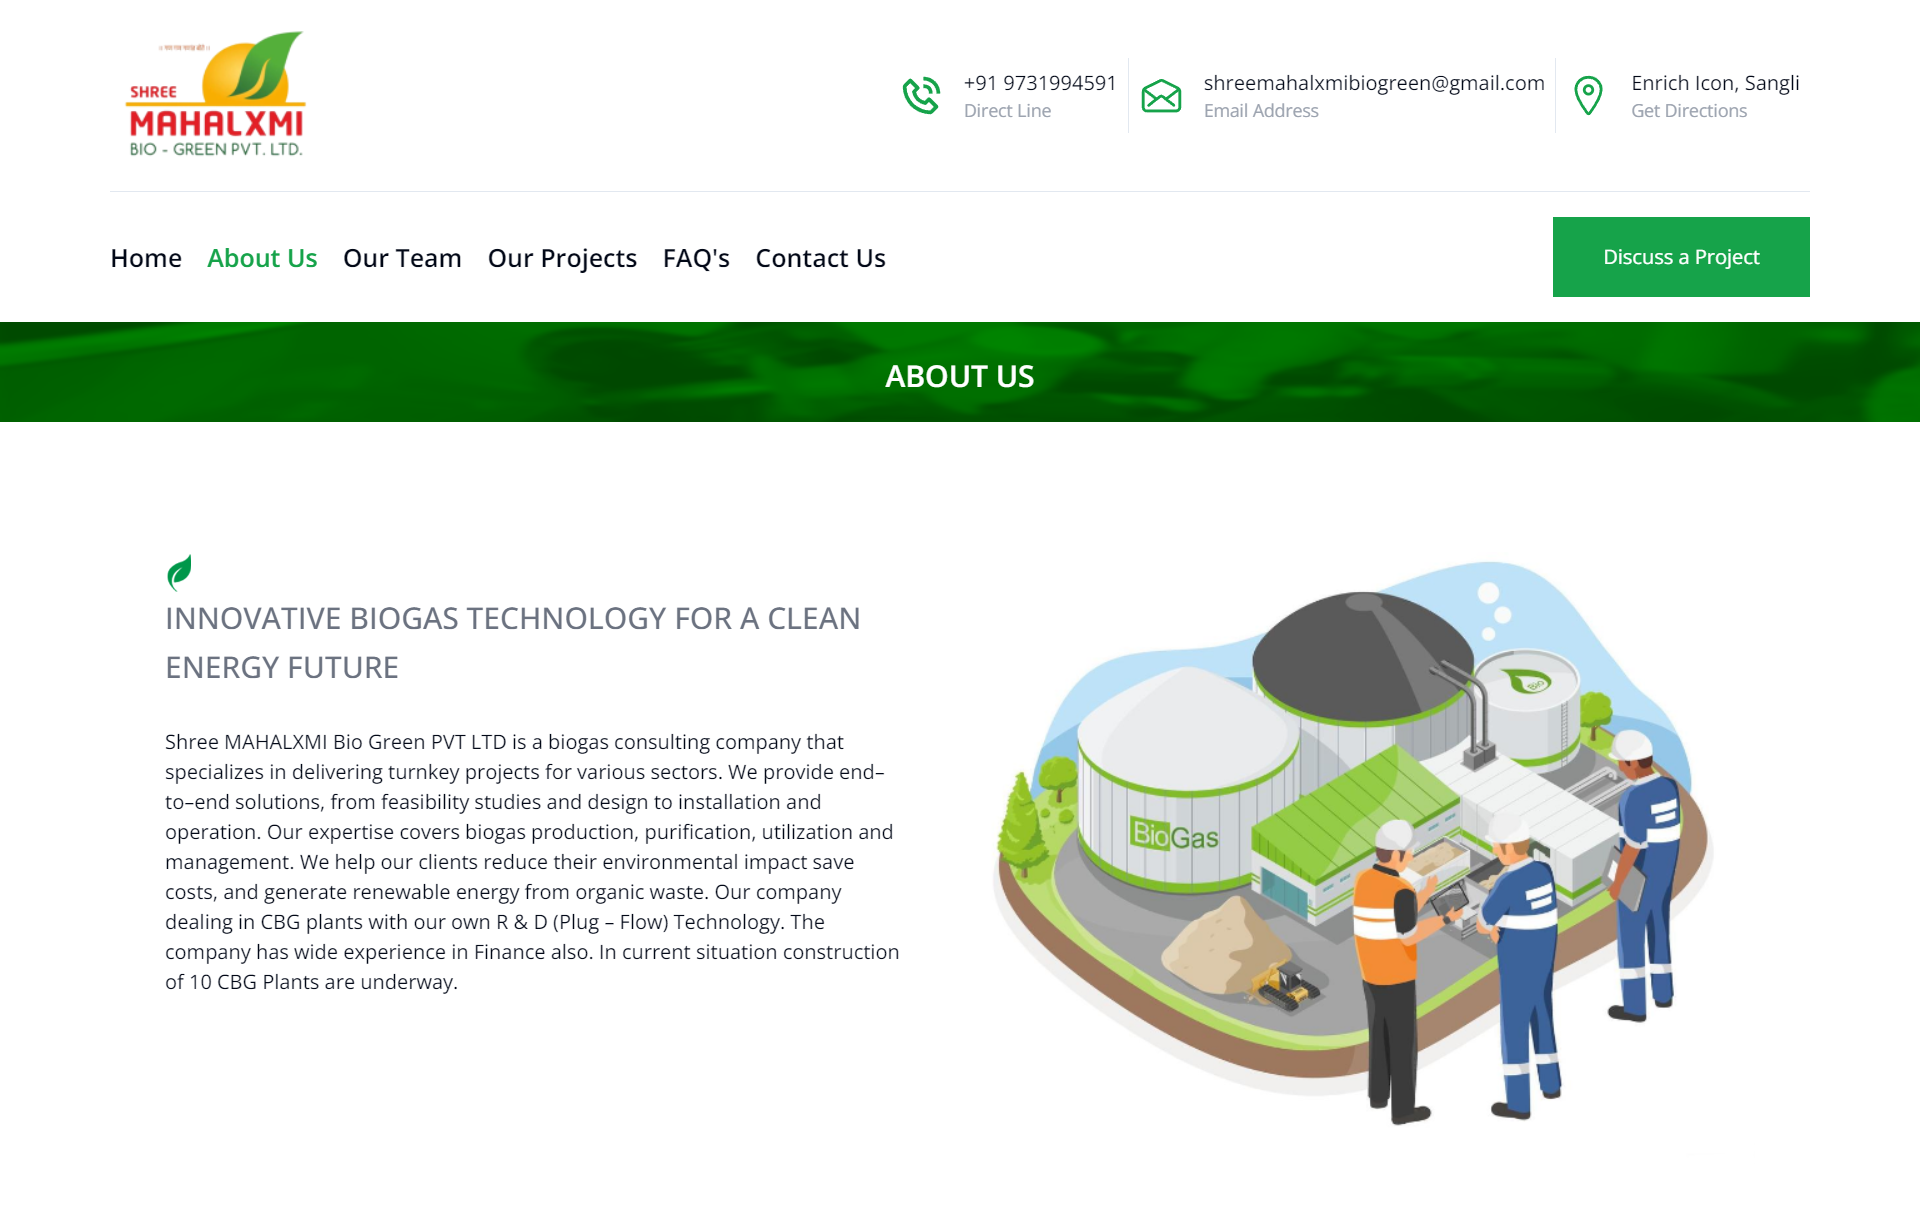 SHREE
MAHALXMI
BIO - GREEN PVT. LTD.
+91 9731994591
Direct Line
shreemahalxmibiogreen@gmail.com
Email Address
Enrich Icon, Sangli
Get Directions
Home
About Us
Our Team
Our Projects
FAQ's
Contact Us
Discuss a Project
ABOUT US
INNOVATIVE BIOGAS TECHNOLOGY FOR A CLEAN
ENERGY FUTURE
Shree MAHALXMI Bio Green PVT LTD is a biogas consulting company that
specializes in delivering turnkey projects for various sectors. We provide end–
to–end solutions, from feasibility studies and design to installation and
operation. Our expertise covers biogas production, purification, utilization and
management. We help our clients reduce their environmental impact save
costs, and generate renewable energy from organic waste. Our company
dealing in CBG plants with our own R & D (Plug – Flow) Technology. The
company has wide experience in Finance also. In current situation construction
of 10 CBG Plants are underway.
Bio
BioGas